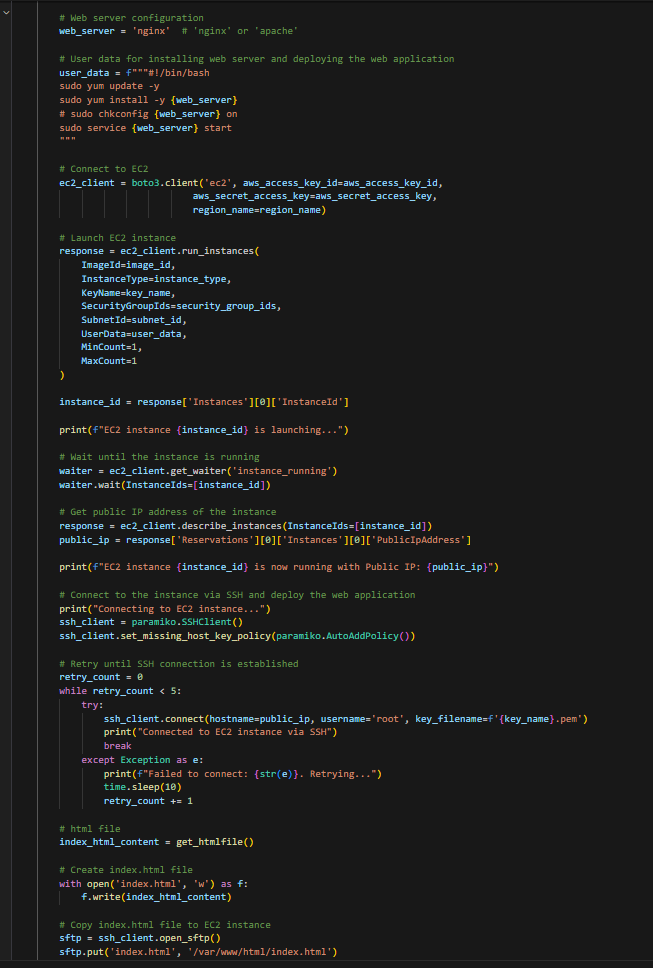 # Web server configuration
web_server = 'nginx'  # 'nginx' or 'apache'
# User data for installing web server and deploying the web application
user_data = f"""#!/bin/bash
sudo yum update -y
sudo yum install -y {web_server}
# sudo chkconfig {web_server} on
sudo service {web_server} start
"""
# Connect to EC2
ec2_client = boto3.client('ec2', aws_access_key_id=aws_access_key_id,
                        aws_secret_access_key=aws_secret_access_key,
                        region_name=region_name)
# Launch EC2 instance
response = ec2_client.run_instances(
    ImageId=image_id,
    InstanceType=instance_type,
    KeyName=key_name,
    SecurityGroupIds=security_group_ids,
    SubnetId=subnet_id,
    UserData=user_data,
    MinCount=1,
    MaxCount=1
)
instance_id = response['Instances'][0]['InstanceId']
print(f"EC2 instance {instance_id} is launching...")
# Wait until the instance is running
waiter = ec2_client.get_waiter('instance_running')
waiter.wait(InstanceIds=[instance_id])
# Get public IP address of the instance
response = ec2_client.describe_instances(InstanceIds=[instance_id])
public_ip = response['Reservations'][0]['Instances'][0]['PublicIpAddress']
print(f"EC2 instance {instance_id} is now running with Public IP: {public_ip}")
# Connect to the instance via SSH and deploy the web application
print("Connecting to EC2 instance...")
ssh_client = paramiko.SSHClient()
ssh_client.set_missing_host_key_policy(paramiko.AutoAddPolicy())
# Retry until SSH connection is established
retry_count = 0
while retry_count < 5:
    try:
        ssh_client.connect(hostname=public_ip, username='root', key_filename=f'{key_name}.pem')
        print("Connected to EC2 instance via SSH")
        break
    except Exception as e:
        print(f"Failed to connect: {str(e)}. Retrying...")
        time.sleep(10)
        retry_count += 1
# html file
index_html_content = get_htmlfile()
# Create index.html file
with open('index.html', 'w') as f:
    f.write(index_html_content)
# Copy index.html file to EC2 instance
sftp = ssh_client.open_sftp()
sftp.put('index.html', '/var/www/html/index.html')